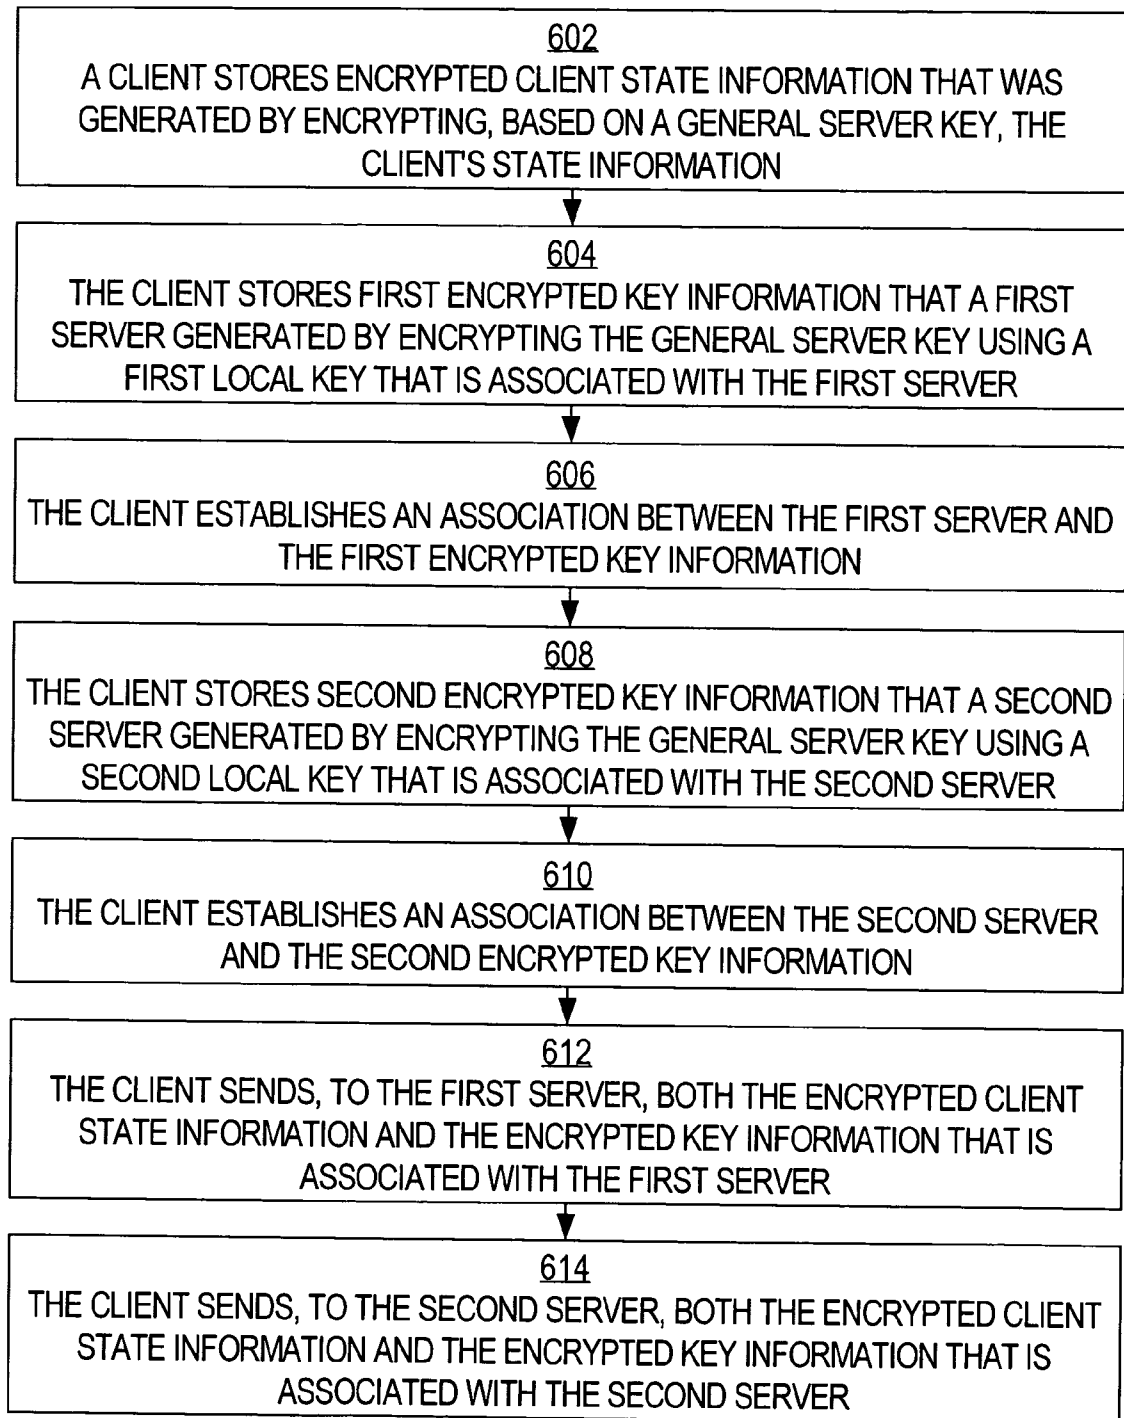 602
A CLIENT STORES ENCRYPTED CLIENT STATE INFORMATION THAT WAS
GENERATED BY ENCRYPTING, BASED ON A GENERAL SERVER KEY, THE
CLIENT'S STATE INFORMATION
604
THE CLIENT STORES FIRST ENCRYPTED KEY INFORMATION THAT A FIRST
SERVER GENERATED BY ENCRYPTING THE GENERAL SERVER KEY USING A
FIRST LOCAL KEY THAT IS ASSOCIATED WITH THE FIRST SERVER
606
THE CLIENT ESTABLISHES AN ASSOCIATION BETWEEN THE FIRST SERVER AND
THE FIRST ENCRYPTED KEY INFORMATION
608
THE CLIENT STORES SECOND ENCRYPTED KEY INFORMATION THAT A SECOND
SERVER GENERATED BY ENCRYPTING THE GENERAL SERVER KEY USING A
SECOND LOCAL KEY THAT IS ASSOCIATED WITH THE SECOND SERVER
610
THE CLIENT ESTABLISHES AN ASSOCIATION BETWEEN THE SECOND SERVER
AND THE SECOND ENCRYPTED KEY INFORMATION
612
THE CLIENT SENDS, TO THE FIRST SERVER, BOTH THE ENCRYPTED CLIENT
STATE INFORMATION AND THE ENCRYPTED KEY INFORMATION THAT IS
ASSOCIATED WITH THE FIRST SERVER
614
THE CLIENT SENDS, TO THE SECOND SERVER, BOTH THE ENCRYPTED CLIENT
STATE INFORMATION AND THE ENCRYPTED KEY INFORMATION THAT IS
ASSOCIATED WITH THE SECOND SERVER